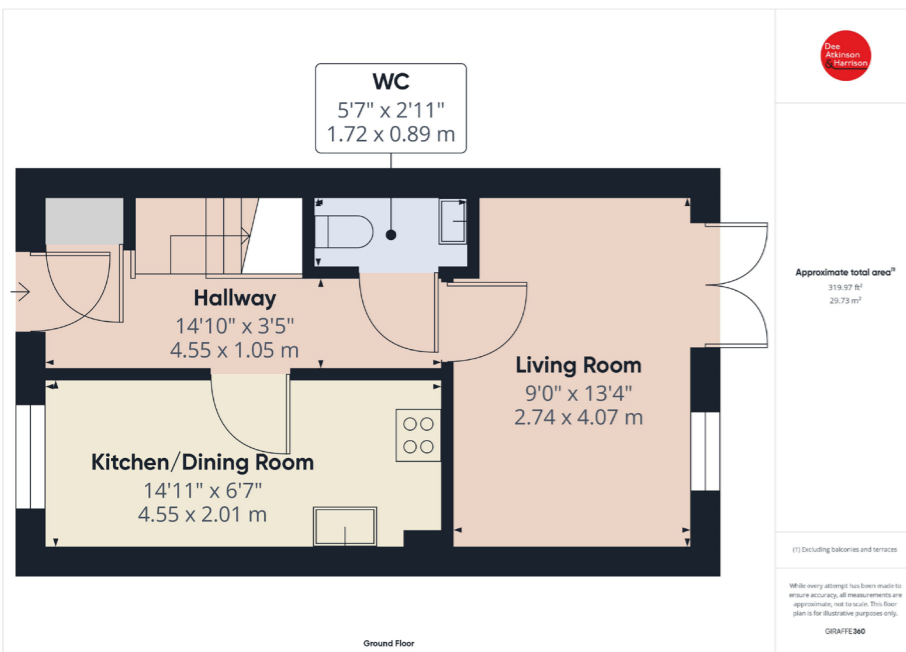 WC
5'7" x 2'11"
1.72 x 0.89 m
Hallway
14'10" x 3'5"
4.55 x 1.05 m
Living Room
9'0" x 13'4"
2.74 x 4.07 m
Kitchen/Dining Room
14'11" x 6'7"
4.55 x 2.01 m
Ground Floor
Dee
Atkinson
& Harrison
Approximate total area⁽¹⁾
319.97 ft²
29.73 m²
(1) Excluding balconies and terraces
While every attempt has been made to
ensure accuracy, all measurements are
approximate, not to scale. This floor
plan is for illustrative purposes only.
GIRAFFE360